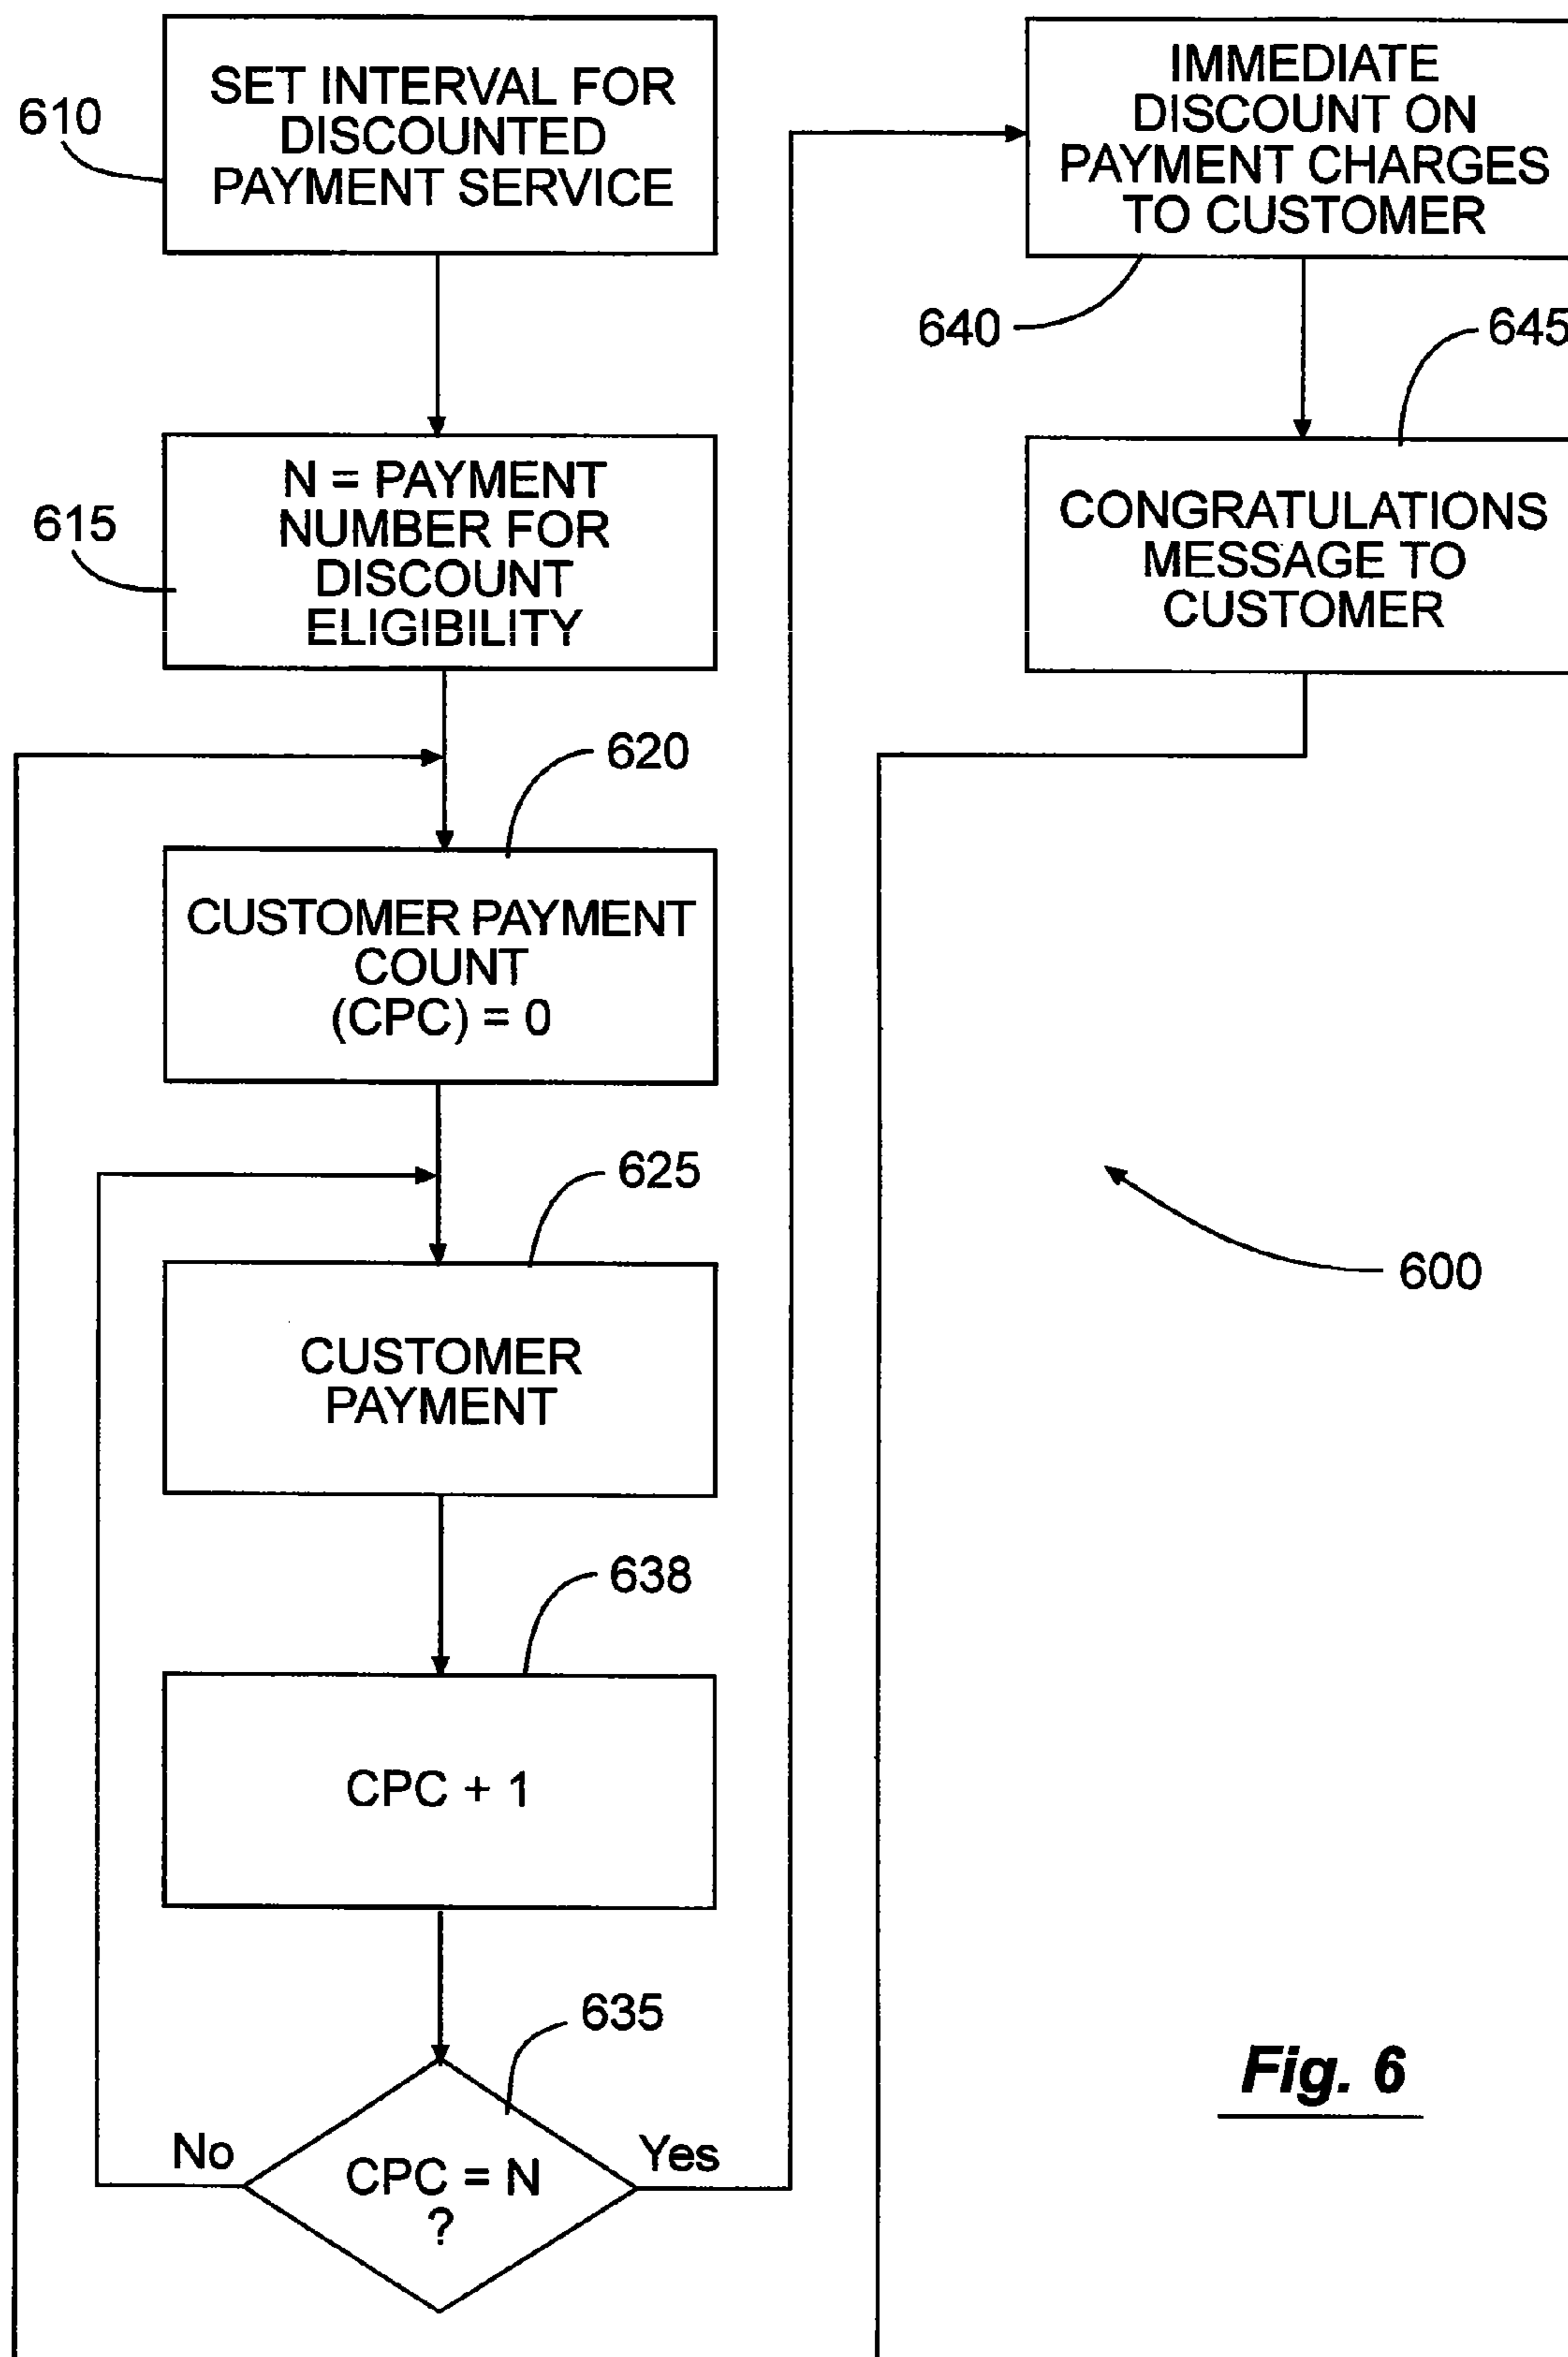 610
SET INTERVAL FOR
DISCOUNTED
PAYMENT SERVICE
615
N = PAYMENT
NUMBER FOR
DISCOUNT
ELIGIBILITY
620
CUSTOMER PAYMENT
COUNT
(CPC) = 0
625
CUSTOMER
PAYMENT
638
CPC + 1
635
No
CPC = N
?
Yes
IMMEDIATE
DISCOUNT ON
PAYMENT CHARGES
TO CUSTOMER
640
645
CONGRATULATIONS
MESSAGE TO
CUSTOMER
600
Fig. 6